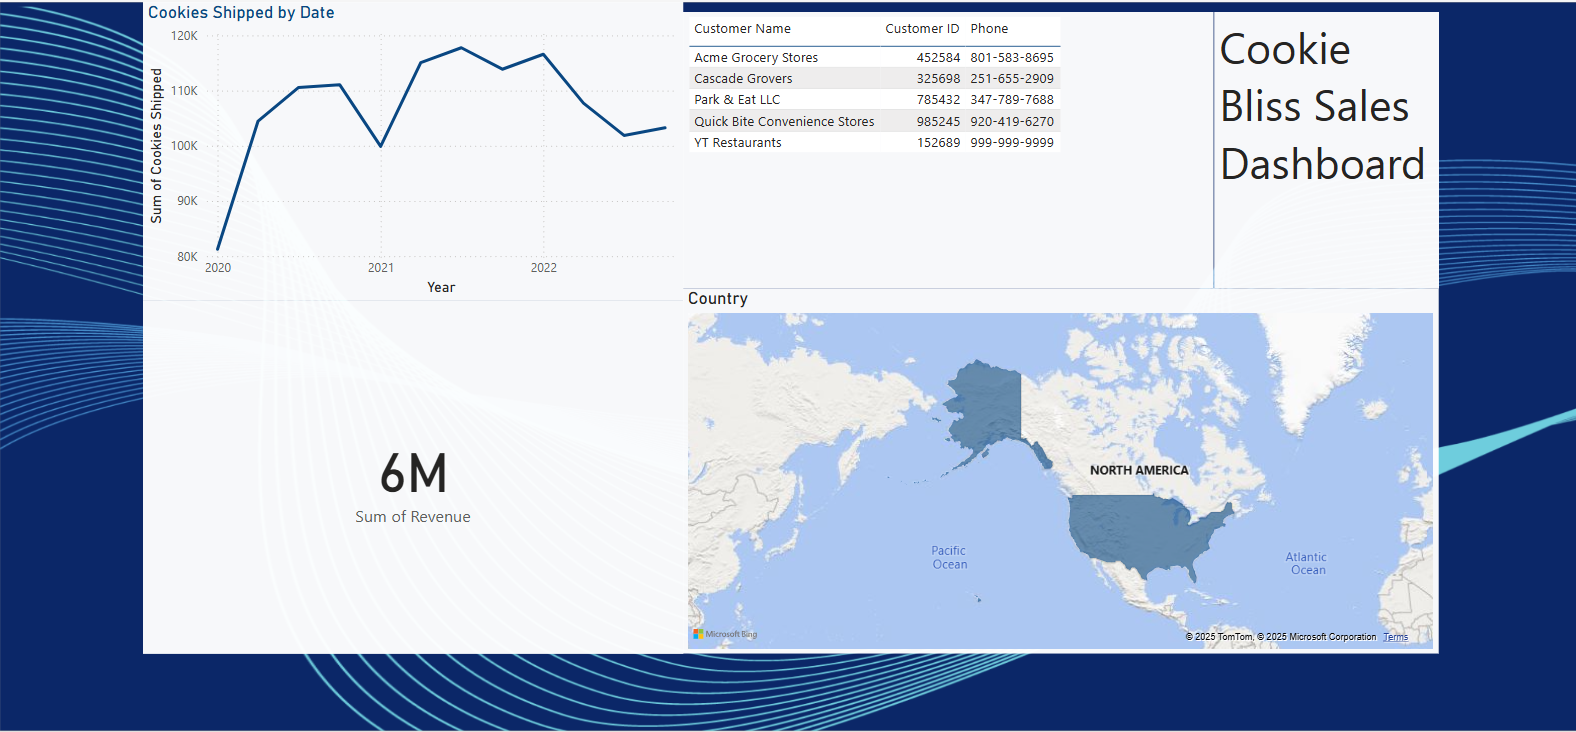 Cookies Shipped by Date
120K
110K
100K
90K
80K
Sum of Cookies Shipped
2020 2021 2022
Year
Customer Name Customer ID Phone
Acme Grocery Stores 452584 801-583-8695
Cascade Grovers 325698 251-655-2909
Park & Eat LLC 785432 347-789-7688
Quick Bite Convenience Stores 985245 920-419-6270
YT Restaurants 152689 999-999-9999
Cookie
Bliss Sales
Dashboard
6M
Sum of Revenue
Country
NORTH AMERICA
Pacific
Ocean
Atlantic
Ocean
Microsoft Bing
© 2025 TomTom, © 2025 Microsoft Corporation Terms